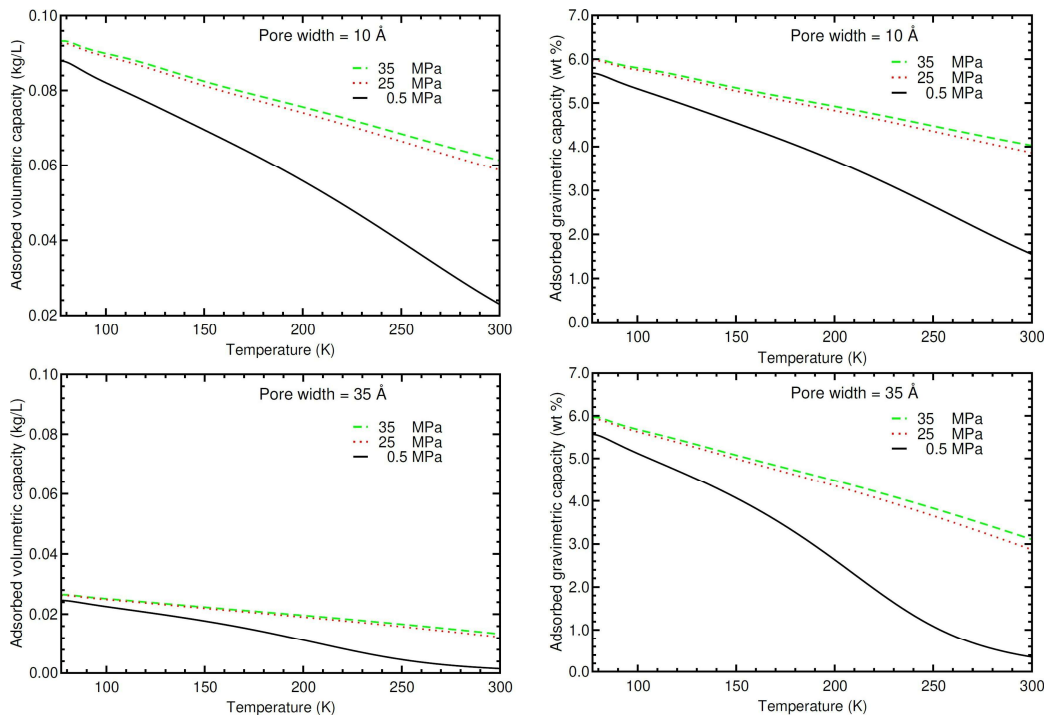 Adsorbed volumetric capacity (kg/L)
0.10
0.08
0.06
0.04
0.02
Pore width = 10 Å
35 MPa
25 MPa
0.5 MPa
100 150 200 250 300
Temperature (K)
Adsorbed gravimetric capacity (wt %)
7.0
6.0
5.0
4.0
3.0
2.0
1.0
0.0
Pore width = 10 Å
35 MPa
25 MPa
0.5 MPa
100 150 200 250 300
Temperature (K)
Adsorbed volumetric capacity (kg/L)
0.10
0.08
0.06
0.04
0.02
0.00
Pore width = 35 Å
35 MPa
25 MPa
0.5 MPa
100 150 200 250 300
Temperature (K)
Adsorbed gravimetric capacity (wt %)
7.0
6.0
5.0
4.0
3.0
2.0
1.0
0.0
Pore width = 35 Å
35 MPa
25 MPa
0.5 MPa
100 150 200 250 300
Temperature (K)